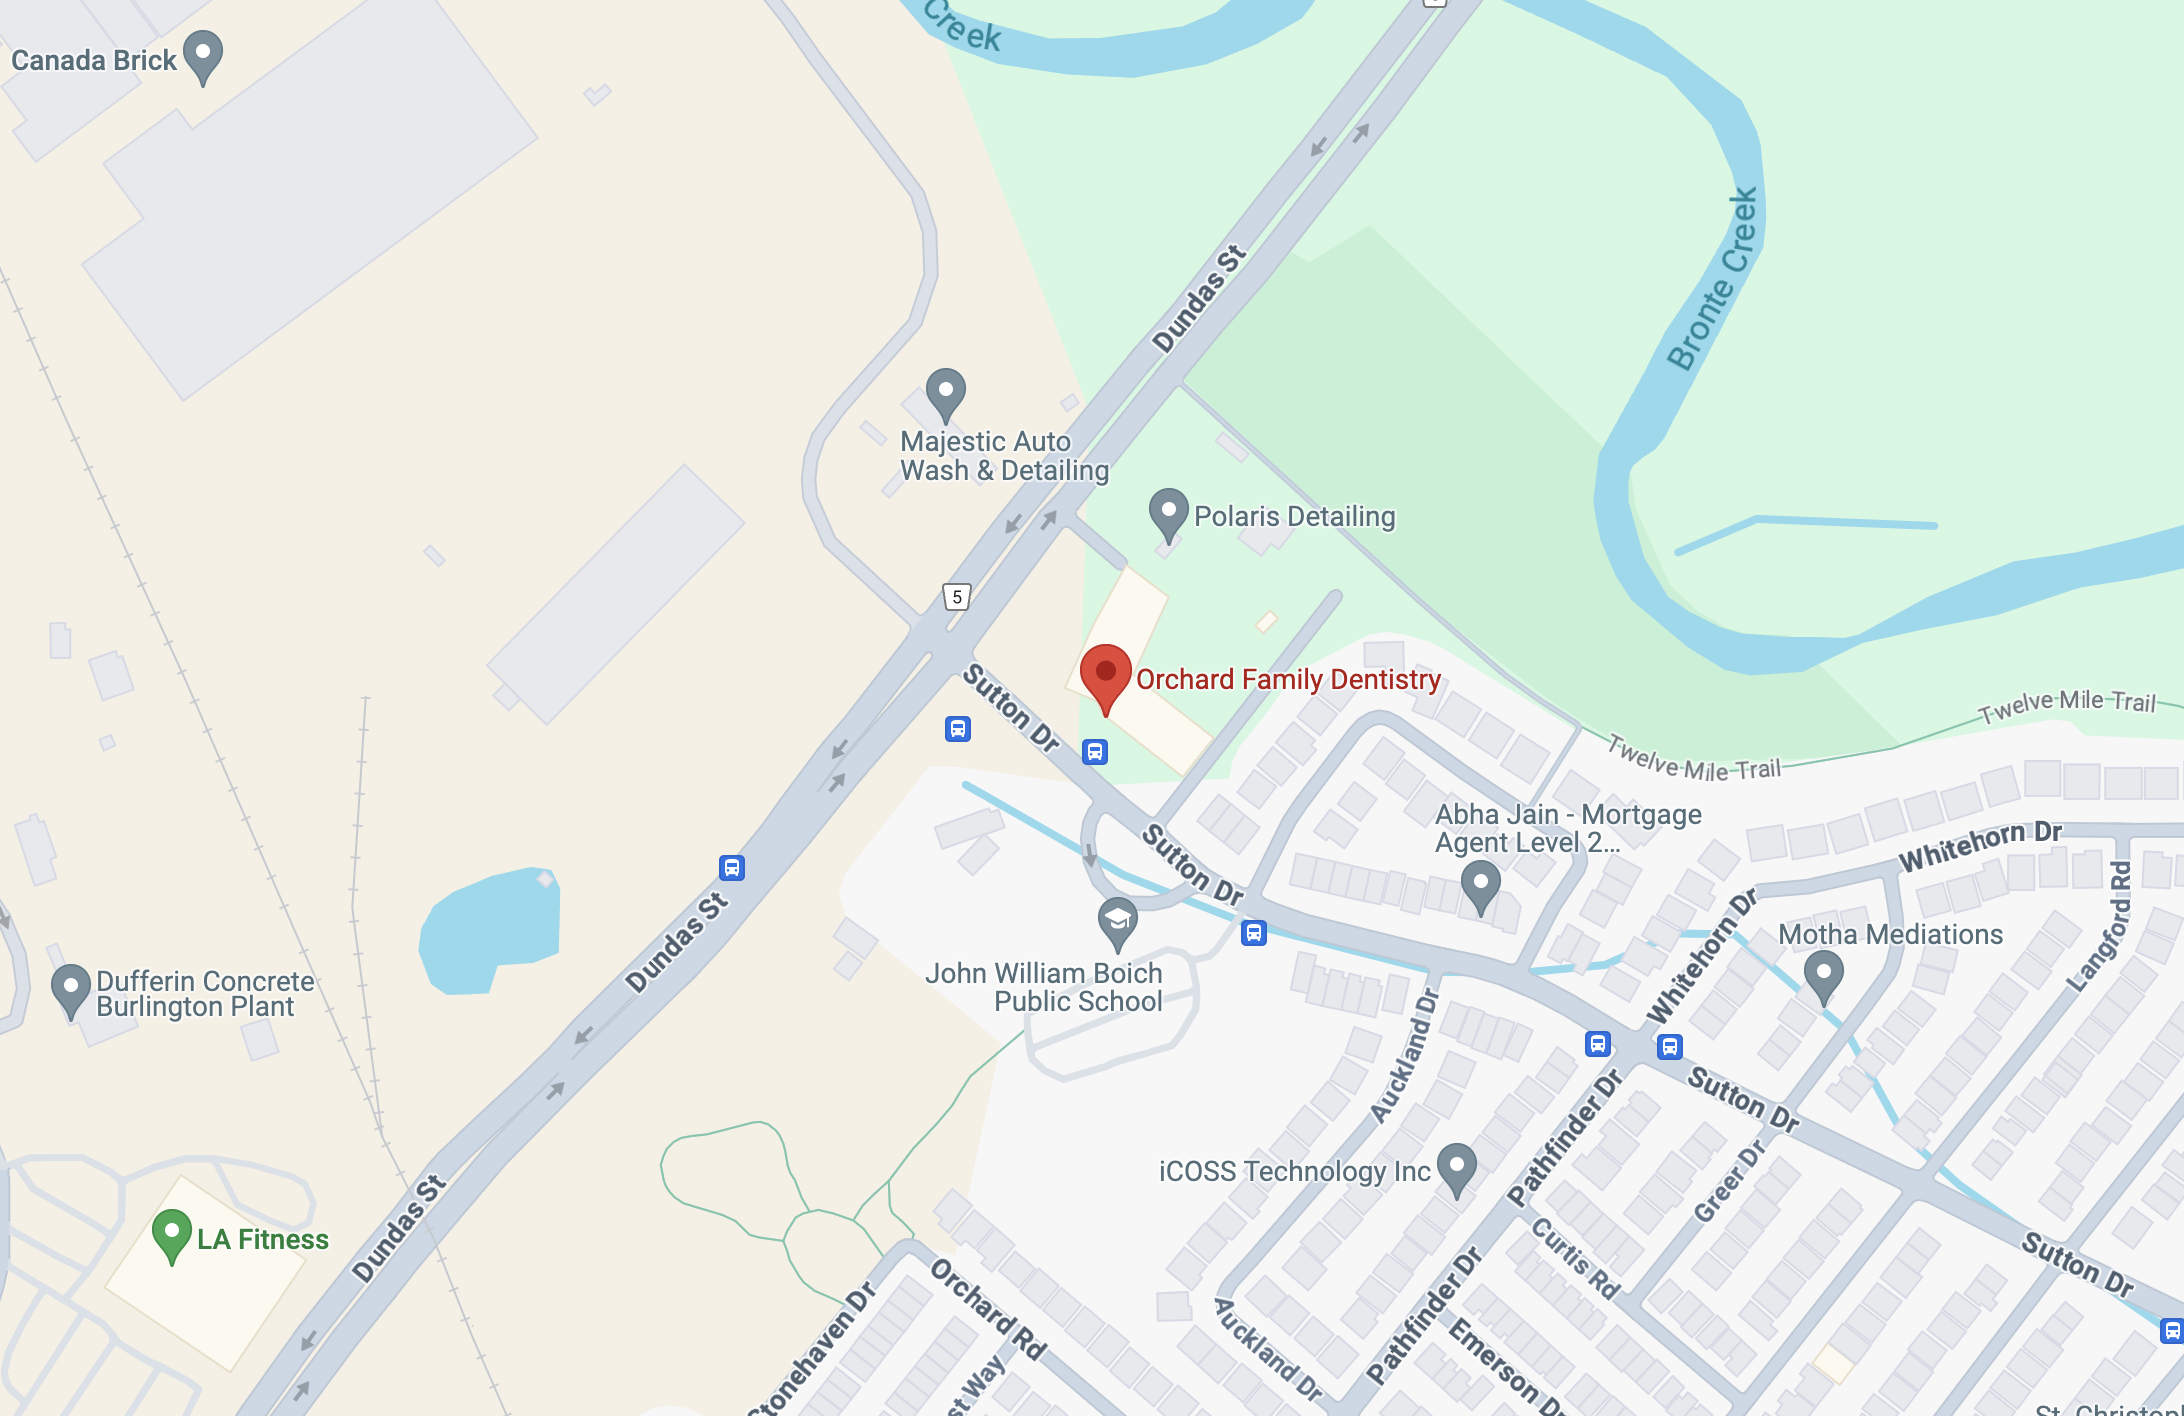 Creek
Canada Brick
Bronte Creek
Dundas St
Majestic Auto
Wash & Detailing
Polaris Detailing
5
Orchard Family Dentistry
Sutton Dr
Twelve Mile Trail
Twelve Mile Trail
Abha Jain - Mortgage
Agent Level 2...
Whitehorn Dr
Sutton Dr
Langford Rd
Dundas St
Whitehorn Dr
Motha Mediations
John William Boich
Public School
Dufferin Concrete
Burlington Plant
Auckland Dr
Sutton Dr
Pathfinder Dr
iCOSS Technology Inc
Greer Dr
Dundas St
LA Fitness
Curtis Rd
Sutton Dr
Orchard Rd
Stonehaven Dr
Auckland Dr
Pathfinder Dr
Emerson Dr
st Way